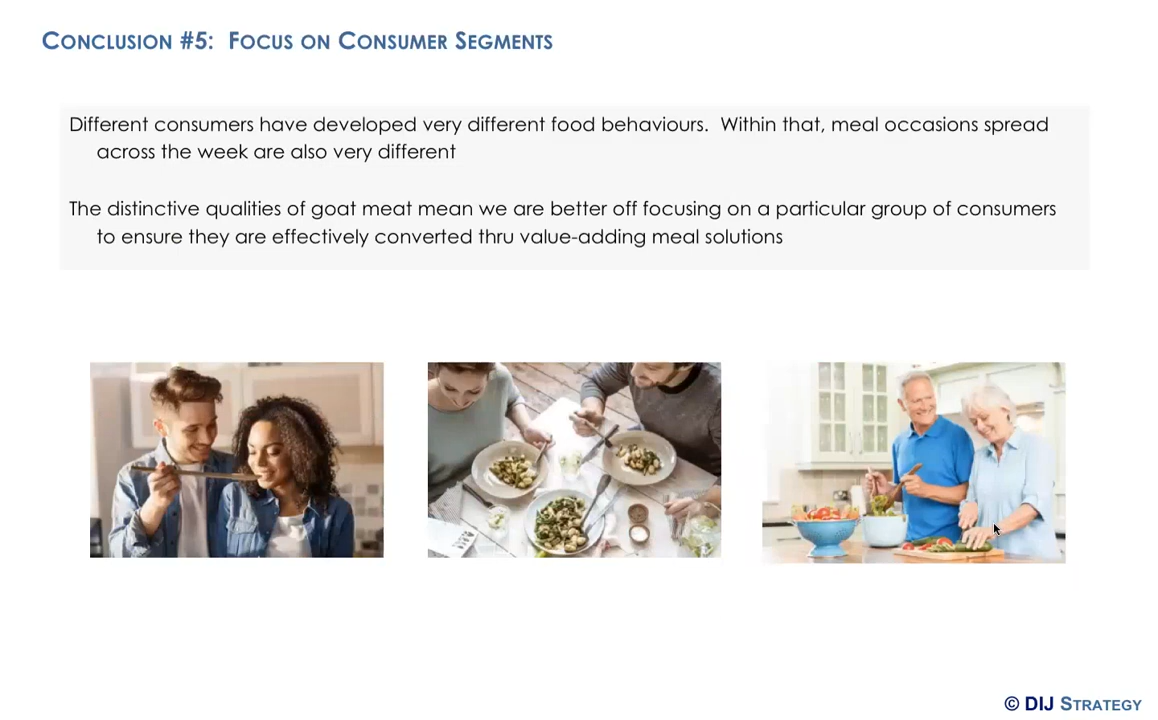 Conclusion #5: Focus on Consumer Segments
Different consumers have developed very different food behaviours. Within that, meal occasions spread
across the week are also very different
The distinctive qualities of goat meat mean we are better off focusing on a particular group of consumers
to ensure they are effectively converted thru value-adding meal solutions
© DIJ Strategy